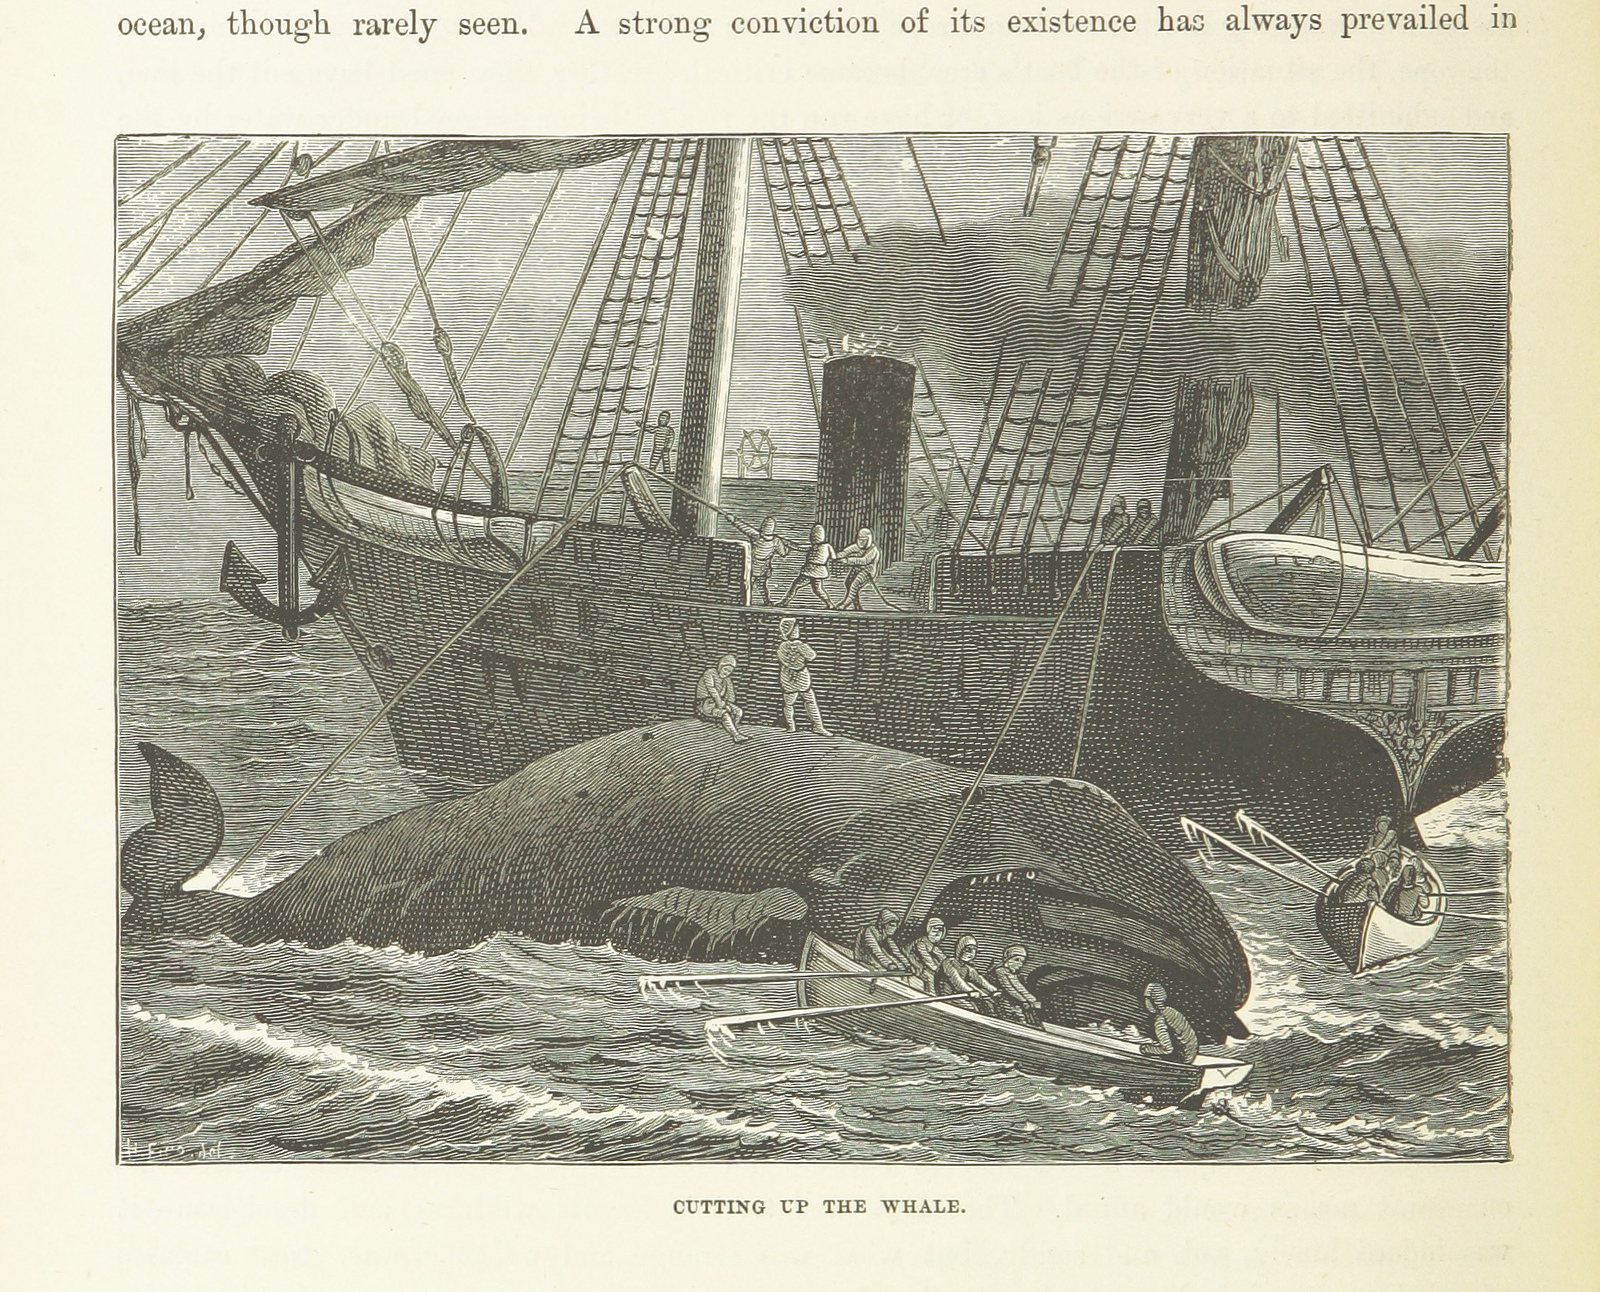 ocean, though rarely seen. A strong conviction of its existence has always prevailed in
CUTTING UP THE WHALE.